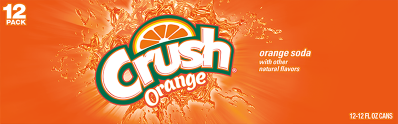 12
PACK
Crush
Orange
orange soda
with other
natural flavors
12-12 FL OZ CANS